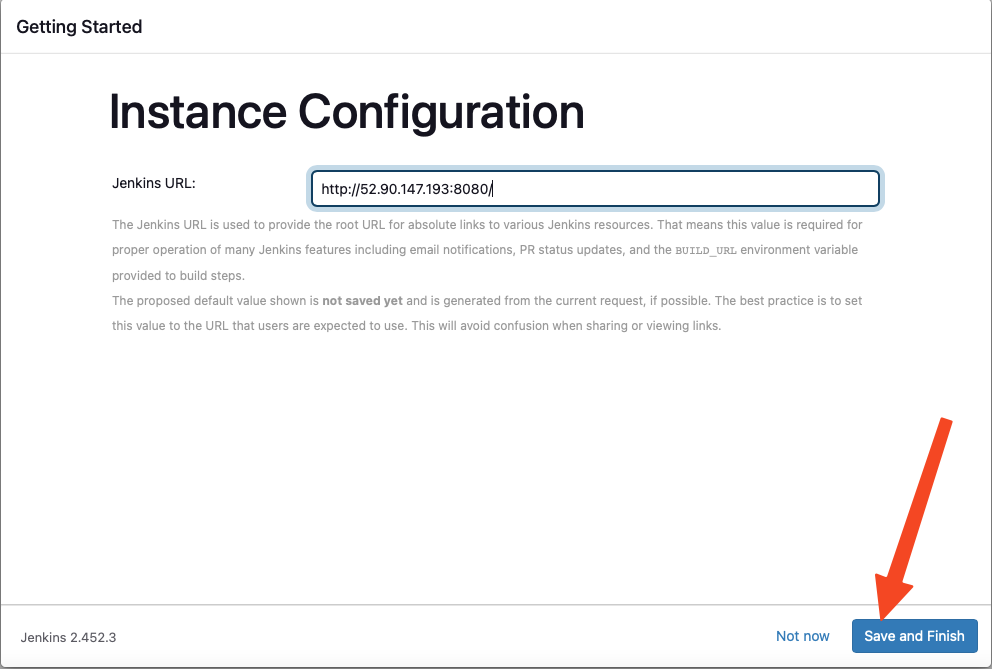 Getting Started
Instance Configuration
Jenkins URL:
http://52.90.147.193:8080/
The Jenkins URL is used to provide the root URL for absolute links to various Jenkins resources. That means this value is required for
proper operation of many Jenkins features including email notifications, PR status updates, and the BUILD_URL environment variable
provided to build steps.
The proposed default value shown is not saved yet and is generated from the current request, if possible. The best practice is to set
this value to the URL that users are expected to use. This will avoid confusion when sharing or viewing links.
Jenkins 2.452.3
Not now
Save and Finish